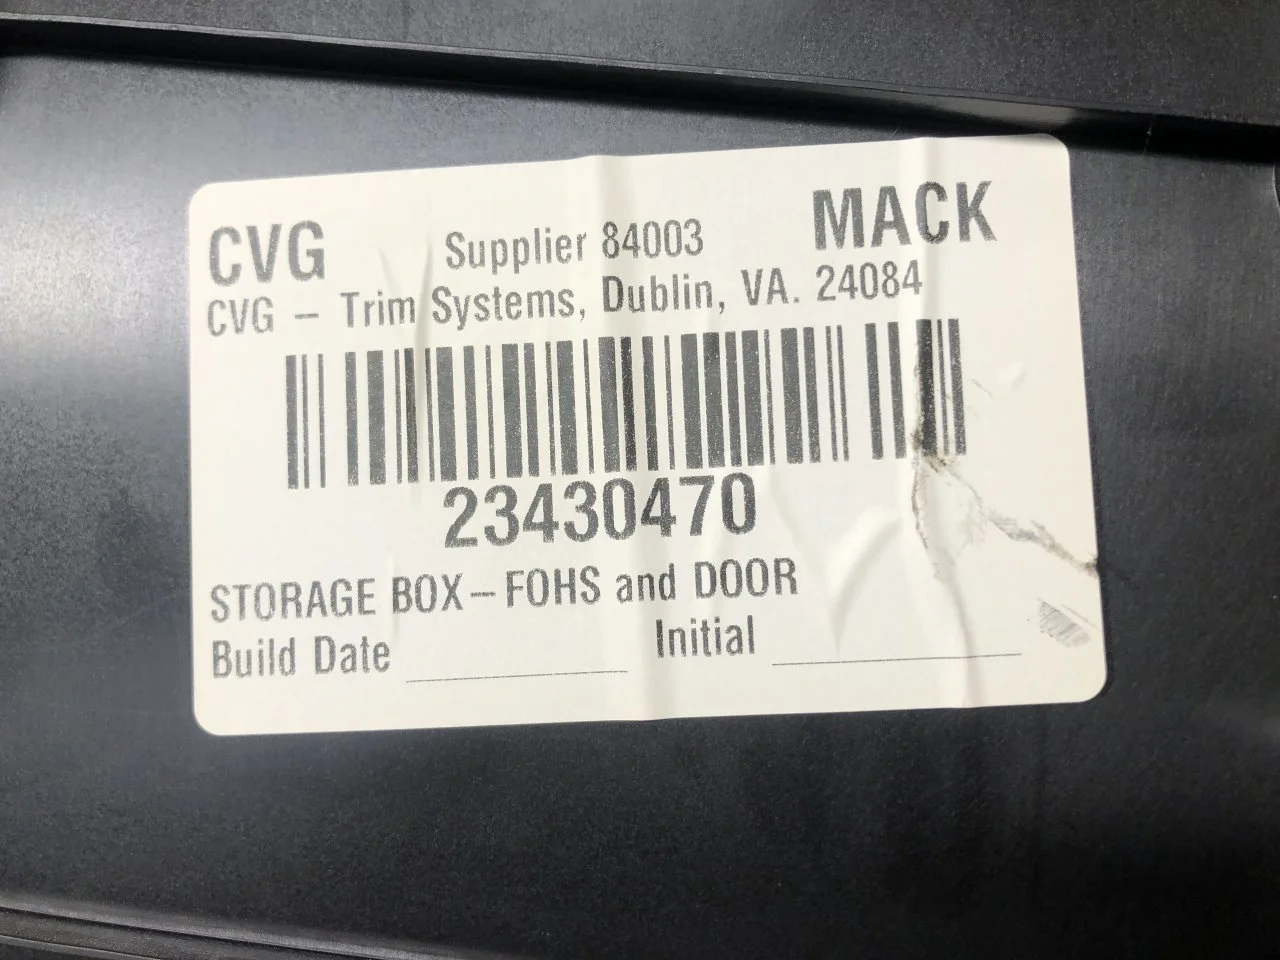 CVG Supplier 84003 MACK
CVG – Trim Systems, Dublin, VA. 24084
23430470
STORAGE BOX – FOHS and DOOR
Build Date Initial